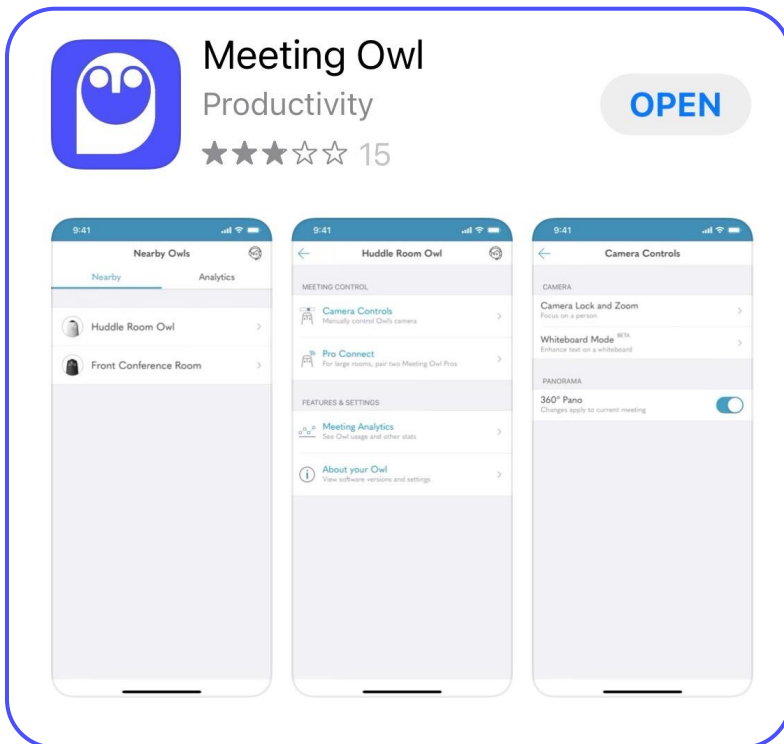 Meeting Owl
Productivity
OPEN
15
9:41
Nearby Owls
Nearby
Analytics
Huddle Room Owl
Front Conference Room
9:41
Huddle Room Owl
MEETING CONTROL
Camera Controls
Manually control Owl's camera
Pro Connect
For large rooms, pair two Meeting Owl Pros
FEATURES & SETTINGS
Meeting Analytics
See Owl usage and other stats
About your Owl
View software versions and settings
9:41
Camera Controls
CAMERA
Camera Lock and Zoom
Focus on a person
Whiteboard Mode BETA
Enhance text on a whiteboard
PANORAMA
360° Pano
Changes apply to current meeting